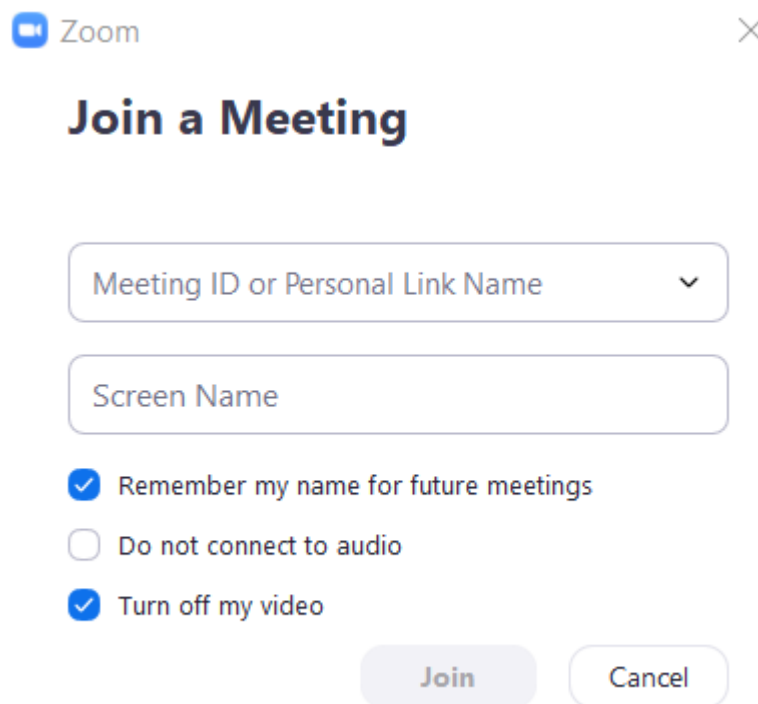 Zoom
Join a Meeting
Meeting ID or Personal Link Name
Screen Name
Remember my name for future meetings
Do not connect to audio
Turn off my video
Join Cancel